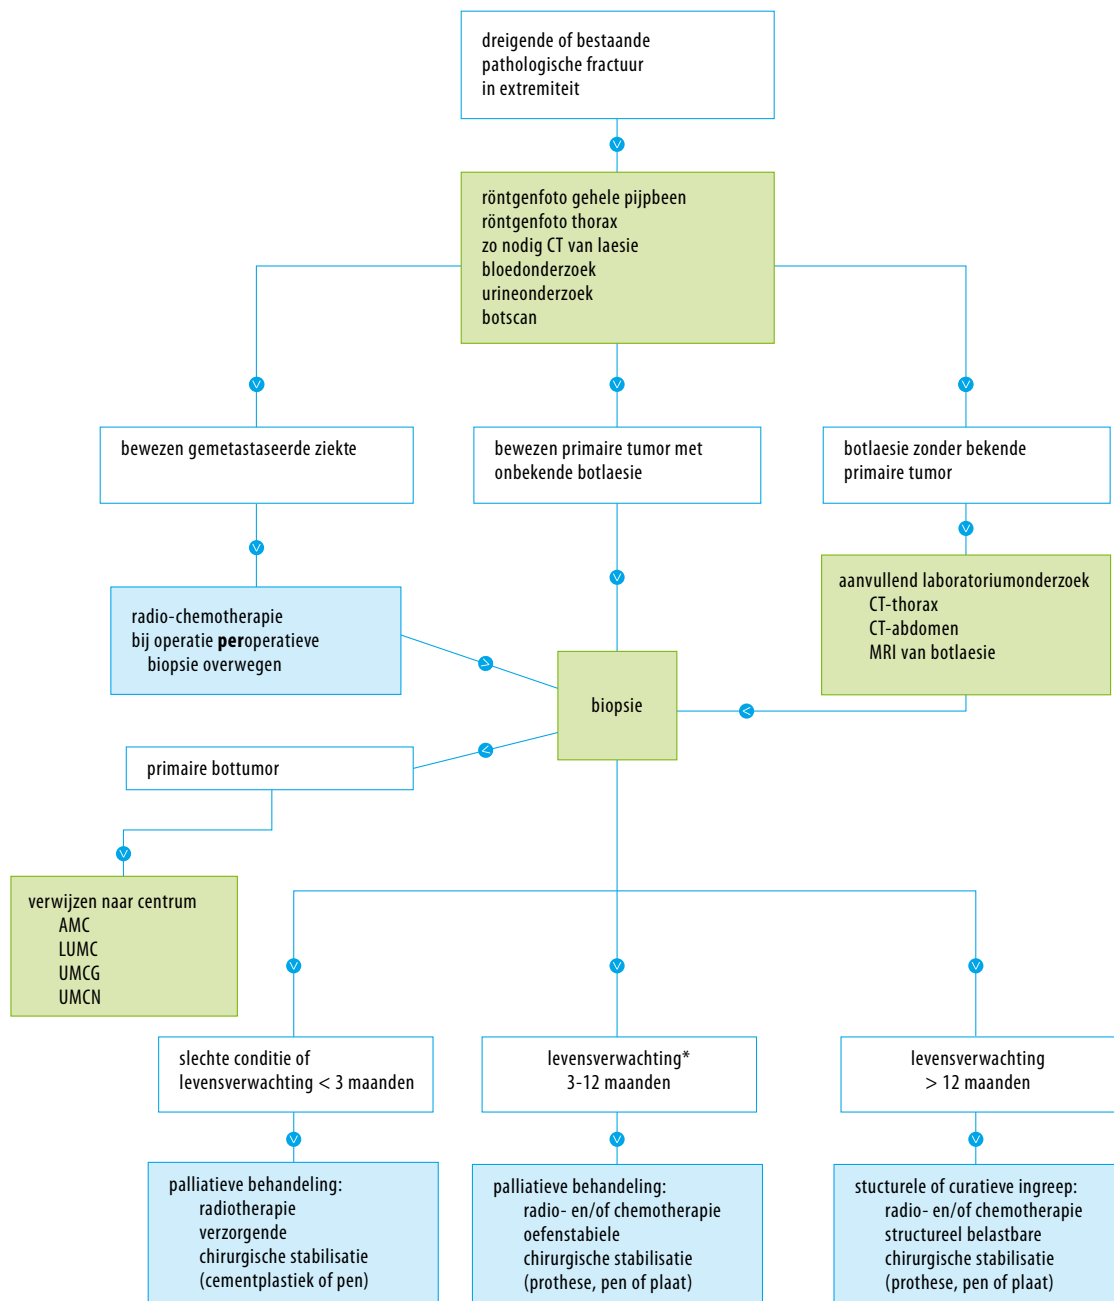 dreigende of bestaande
pathologische fractuur
in extremiteit
röntgenfoto gehele pijpbeen
röntgenfoto thorax
zo nodig CT van laesie
bloedonderzoek
urineonderzoek
botscan
bewezen gemetastaseerde ziekte
bewezen primaire tumor met
onbekende botlaesie
botlaesie zonder bekende
primaire tumor
radio-chemotherapie
bij operatie peroperatieve
biopsie overwegen
aanvullend laboratoriumonderzoek
CT-thorax
CT-abdomen
MRI van botlaesie
biopsie
primaire bottumor
verwijzen naar centrum
AMC
LUMC
UMCG
UMCN
slechte conditie of
levensverwachting < 3 maanden
levensverwachting*
3-12 maanden
levensverwachting
> 12 maanden
palliatieve behandeling:
radiotherapie
verzorgende
chirurgische stabilisatie
(cementplastiek of pen)
palliatieve behandeling:
radio- en/of chemotherapie
oefenstabiele
chirurgische stabilisatie
(prothese, pen of plaat)
stucturele of curatieve ingreep:
radio- en/of chemotherapie
structureel belastbare
chirurgische stabilisatie
(prothese, pen of plaat)